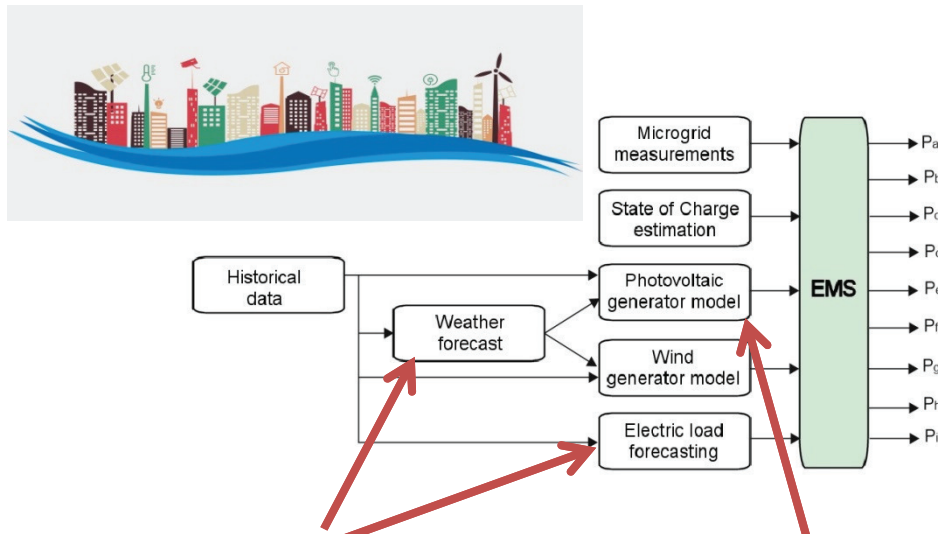 Microgrid
measurements
State of Charge
estimation
Historical
data
Photovoltaic
generator model
Weather
forecast
Wind
generator model
Electric load
forecasting
EMS
Pa